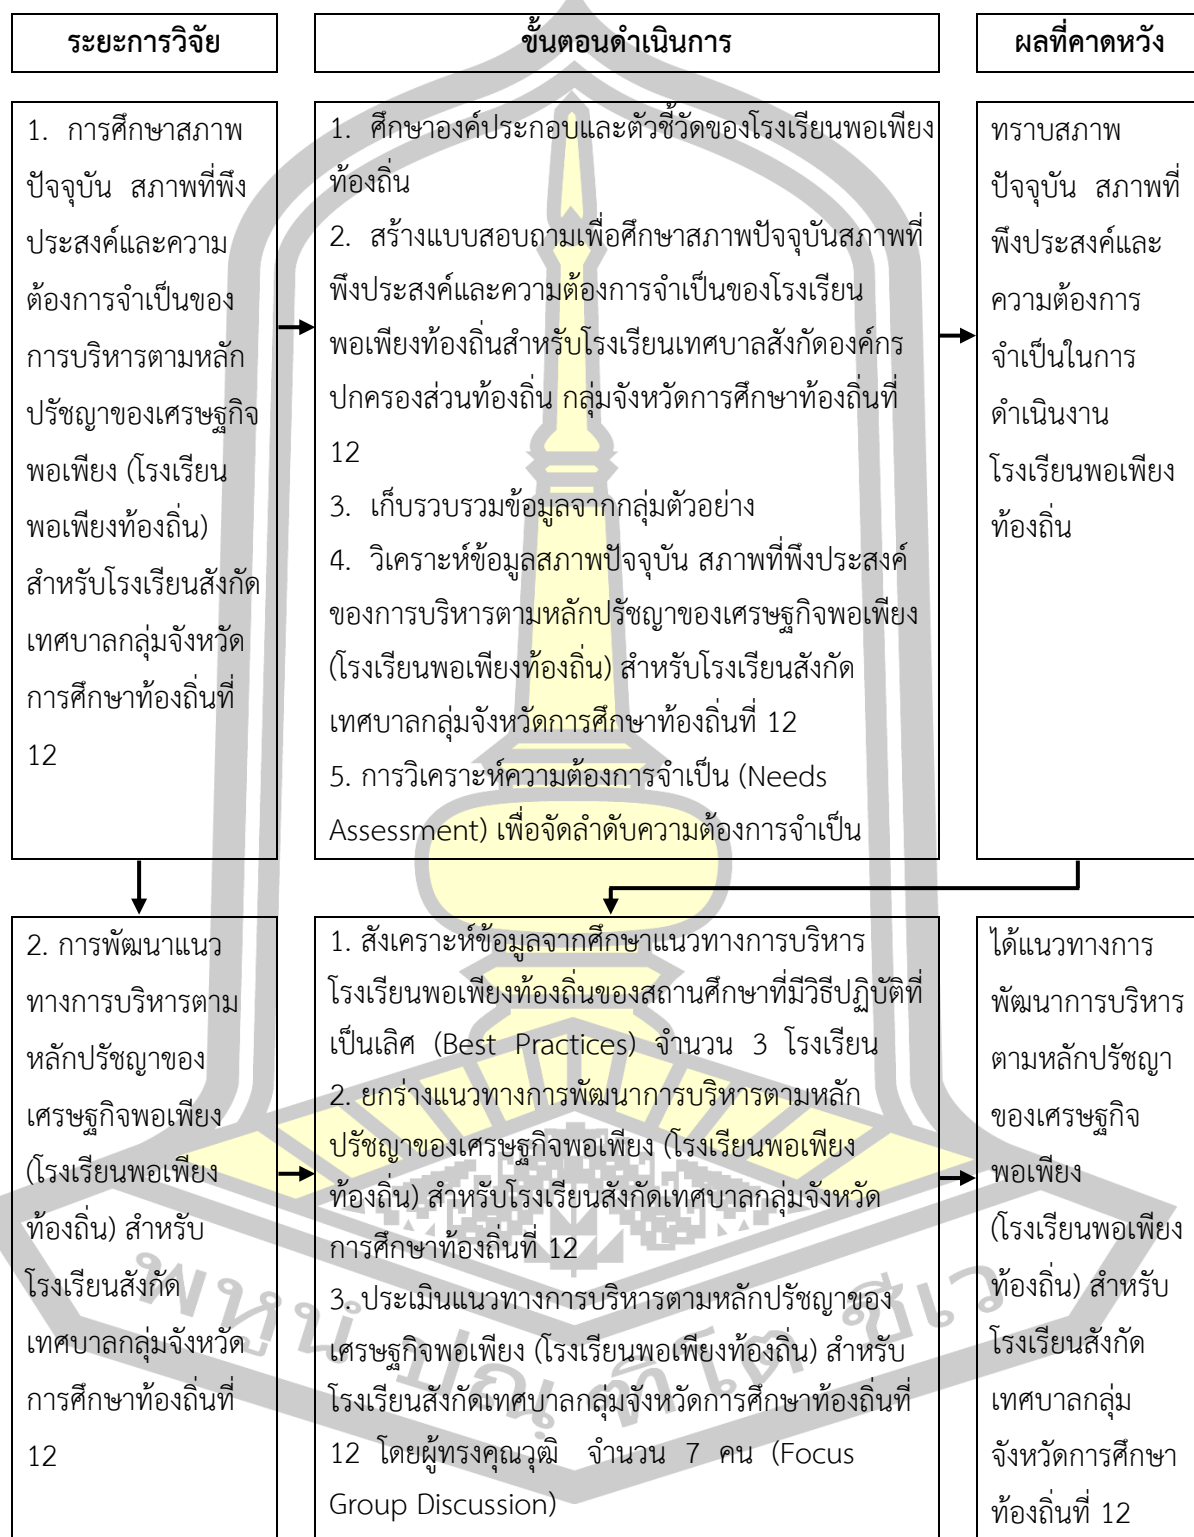 ระยะการวิจัย
ขั้นตอนดำเนินการ
ผลที่คาดหวัง
1. การศึกษาสภาพ
ปัจจุบัน สภาพที่พึง
ประสงค์และความ
ต้องการจำเป็นของ
การบริหารตามหลัก
ปรัชญาของเศรษฐกิจ
พอเพียง (โรงเรียน
พอเพียงท้องถิ่น)
สำหรับโรงเรียนสังกัด
เทศบาลกลุ่มจังหวัด
การศึกษาท้องถิ่นที่
12
1. ศึกษาองค์ประกอบและตัวชี้วัดของโรงเรียนพอเพียง
ท้องถิ่น
2. สร้างแบบสอบถามเพื่อศึกษาสภาพปัจจุบันสภาพที่
พึงประสงค์และความต้องการจำเป็นของโรงเรียน
พอเพียงท้องถิ่นสำหรับโรงเรียนเทศบาลสังกัดองค์กร
ปกครองส่วนท้องถิ่น กลุ่มจังหวัดการศึกษาท้องถิ่นที่
12
3. เก็บรวบรวมข้อมูลจากกลุ่มตัวอย่าง
4. วิเคราะห์ข้อมูลสภาพปัจจุบัน สภาพที่พึงประสงค์
ของการบริหารตามหลักปรัชญาของเศรษฐกิจพอเพียง
(โรงเรียนพอเพียงท้องถิ่น) สำหรับโรงเรียนสังกัด
เทศบาลกลุ่มจังหวัดการศึกษาท้องถิ่นที่ 12
5. การวิเคราะห์ความต้องการจำเป็น (Needs
Assessment) เพื่อจัดลำดับความต้องการจำเป็น
ทราบสภาพ
ปัจจุบัน สภาพที่
พึงประสงค์และ
ความต้องการ
จำเป็นในการ
ดำเนินงาน
โรงเรียนพอเพียง
ท้องถิ่น
2. การพัฒนาแนว
ทางการบริหารตาม
หลักปรัชญาของ
เศรษฐกิจพอเพียง
(โรงเรียนพอเพียง
ท้องถิ่น) สำหรับ
โรงเรียนสังกัด
เทศบาลกลุ่มจังหวัด
การศึกษาท้องถิ่นที่
12
1. สังเคราะห์ข้อมูลจากศึกษาแนวทางการบริหาร
โรงเรียนพอเพียงท้องถิ่นของสถานศึกษาที่มีวิธีปฏิบัติที่
เป็นเลิศ (Best Practices) จำนวน 3 โรงเรียน
2. ยกร่างแนวทางการพัฒนาการบริหารตามหลัก
ปรัชญาของเศรษฐกิจพอเพียง (โรงเรียนพอเพียง
ท้องถิ่น) สำหรับโรงเรียนสังกัดเทศบาลกลุ่มจังหวัด
การศึกษาท้องถิ่นที่ 12
3. ประเมินแนวทางการบริหารตามหลักปรัชญาของ
เศรษฐกิจพอเพียง (โรงเรียนพอเพียงท้องถิ่น) สำหรับ
โรงเรียนสังกัดเทศบาลกลุ่มจังหวัดการศึกษาท้องถิ่นที่
12 โดยผู้ทรงคุณวุฒิ จำนวน 7 คน (Focus
Group Discussion)
ได้แนวทางการ
พัฒนาการบริหาร
ตามหลักปรัชญา
ของเศรษฐกิจ
พอเพียง
(โรงเรียนพอเพียง
ท้องถิ่น) สำหรับ
โรงเรียนสังกัด
เทศบาลกลุ่ม
จังหวัดการศึกษา
ท้องถิ่นที่ 12
พหูนํ ปณฺฑิโต ชีเว